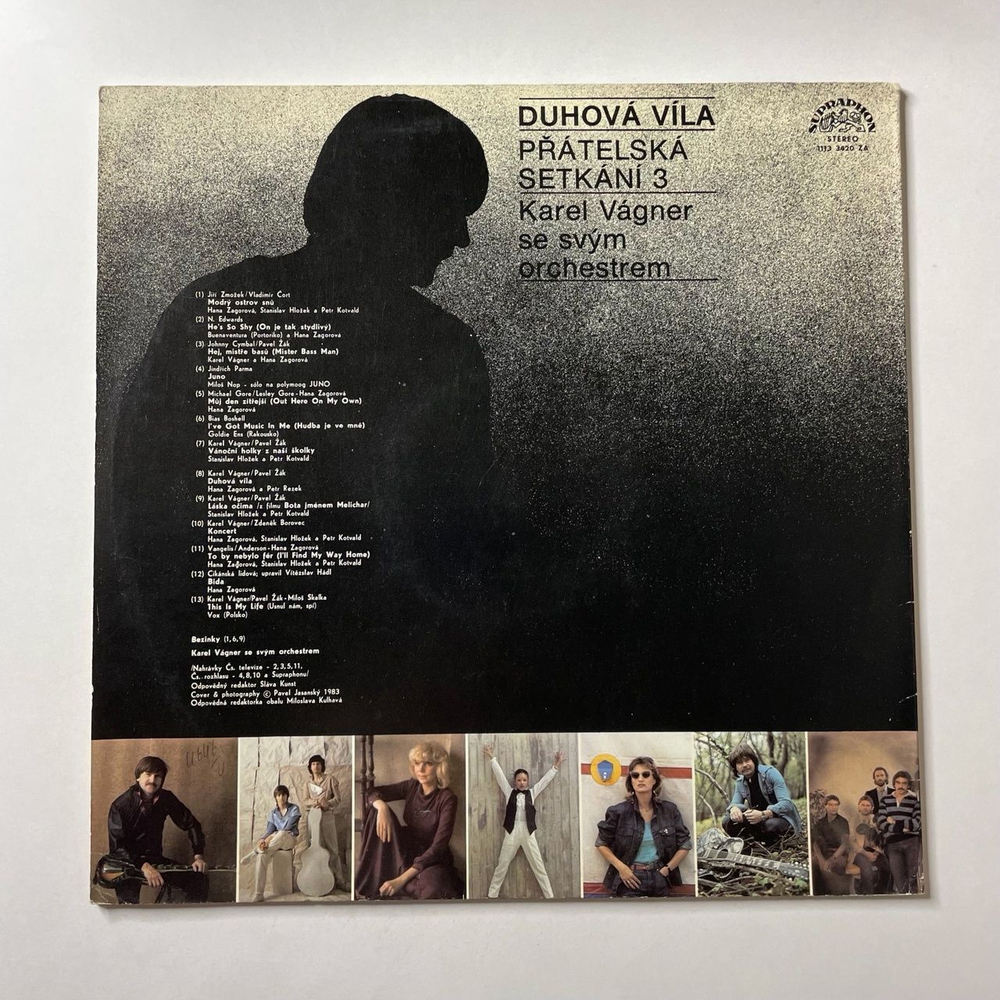 DUHOVÁ VÍLA
PŘÁTELSKÁ
SETKÁNÍ 3
Karel Vágner
se svým
orchestrem
SUPRAPHON
STEREO
1113 3420 ZA
(1) Jiří Zmožek/Vladimír Čort
Modrý ostrov snů
Hana Zagorová, Stanislav Hložek a Petr Kotvald
(2) N. Edwards
He's So Shy (On je tak stydlivý)
Buenaventura (Portoriko) a Hana Zagorová
(3) Johnny Cymbal/Pavel Žák
Hej, mistře basů (Mister Bass Man)
Karel Vágner a Hana Zagorová
(4) Jindřich Parma
Juno
Miloš Nop - sólo na polymoog JUNO
(5) Michael Gore/Lesley Gore-Hana Zagorová
Můj den zítřejší (Out Here On My Own)
Hana Zagorová
(6) Bias Boshell
I've Got Music In Me (Hudba je ve mně)
Goldie Ens (Rakousko)
(7) Karel Vágner/Pavel Žák
Vánoční holky z naší školky
Stanislav Hložek a Petr Kotvald
(8) Karel Vágner/Pavel Žák
Duhová víla
Hana Zagorová a Petr Rezek
(9) Karel Vágner/Pavel Žák
Láska očima /z filmu Bota jménem Melichar/
Stanislav Hložek a Petr Kotvald
(10) Karel Vágner/Zdeněk Borovec
Koncert
Hana Zagorová, Stanislav Hložek a Petr Kotvald
(11) Vangelis/Anderson-Hana Zagorová
To by nebylo fér (I'll Find My Way Home)
Hana Zagorová, Stanislav Hložek a Petr Kotvald
(12) Cikánská lidová; upravil Vítězslav Hádl
Bída
Hana Zagorová
(13) Karel Vágner/Pavel Žák-Miloš Skalka
This Is My Life (Usnul nám, spí)
Vox (Polsko)
Bezinky (1,6,9)
Karel Vágner se svým orchestrem
/Nahrávky Čs. televize - 2,3,5,11,
Čs. rozhlasu - 4,8,10 a Supraphonu/
Odpovědný redaktor Sláva Kunst
Cover & photography © Pavel Jasanský 1983
Odpovědná redaktorka obalu Miloslava Kulhavá